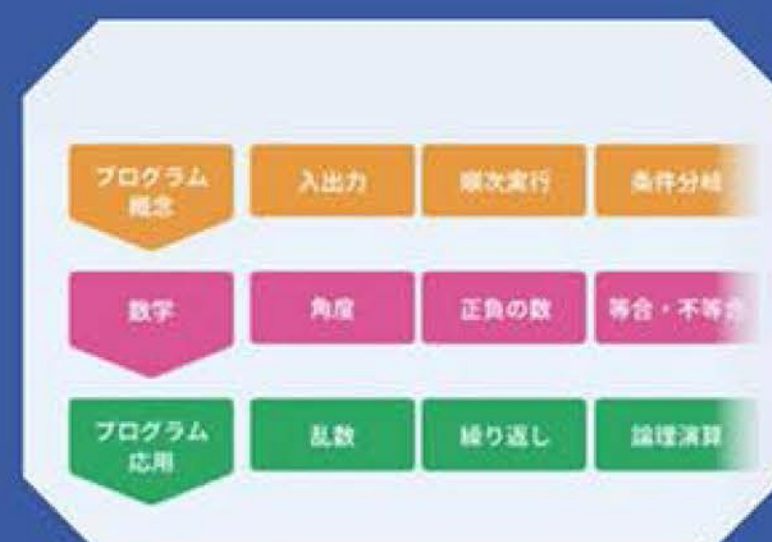 プログラム
概念
入出力
順次実行
条件分岐
数学
角度
正負の数
等合・不等合
プログラム
応用
乱数
繰り返し
論理演算